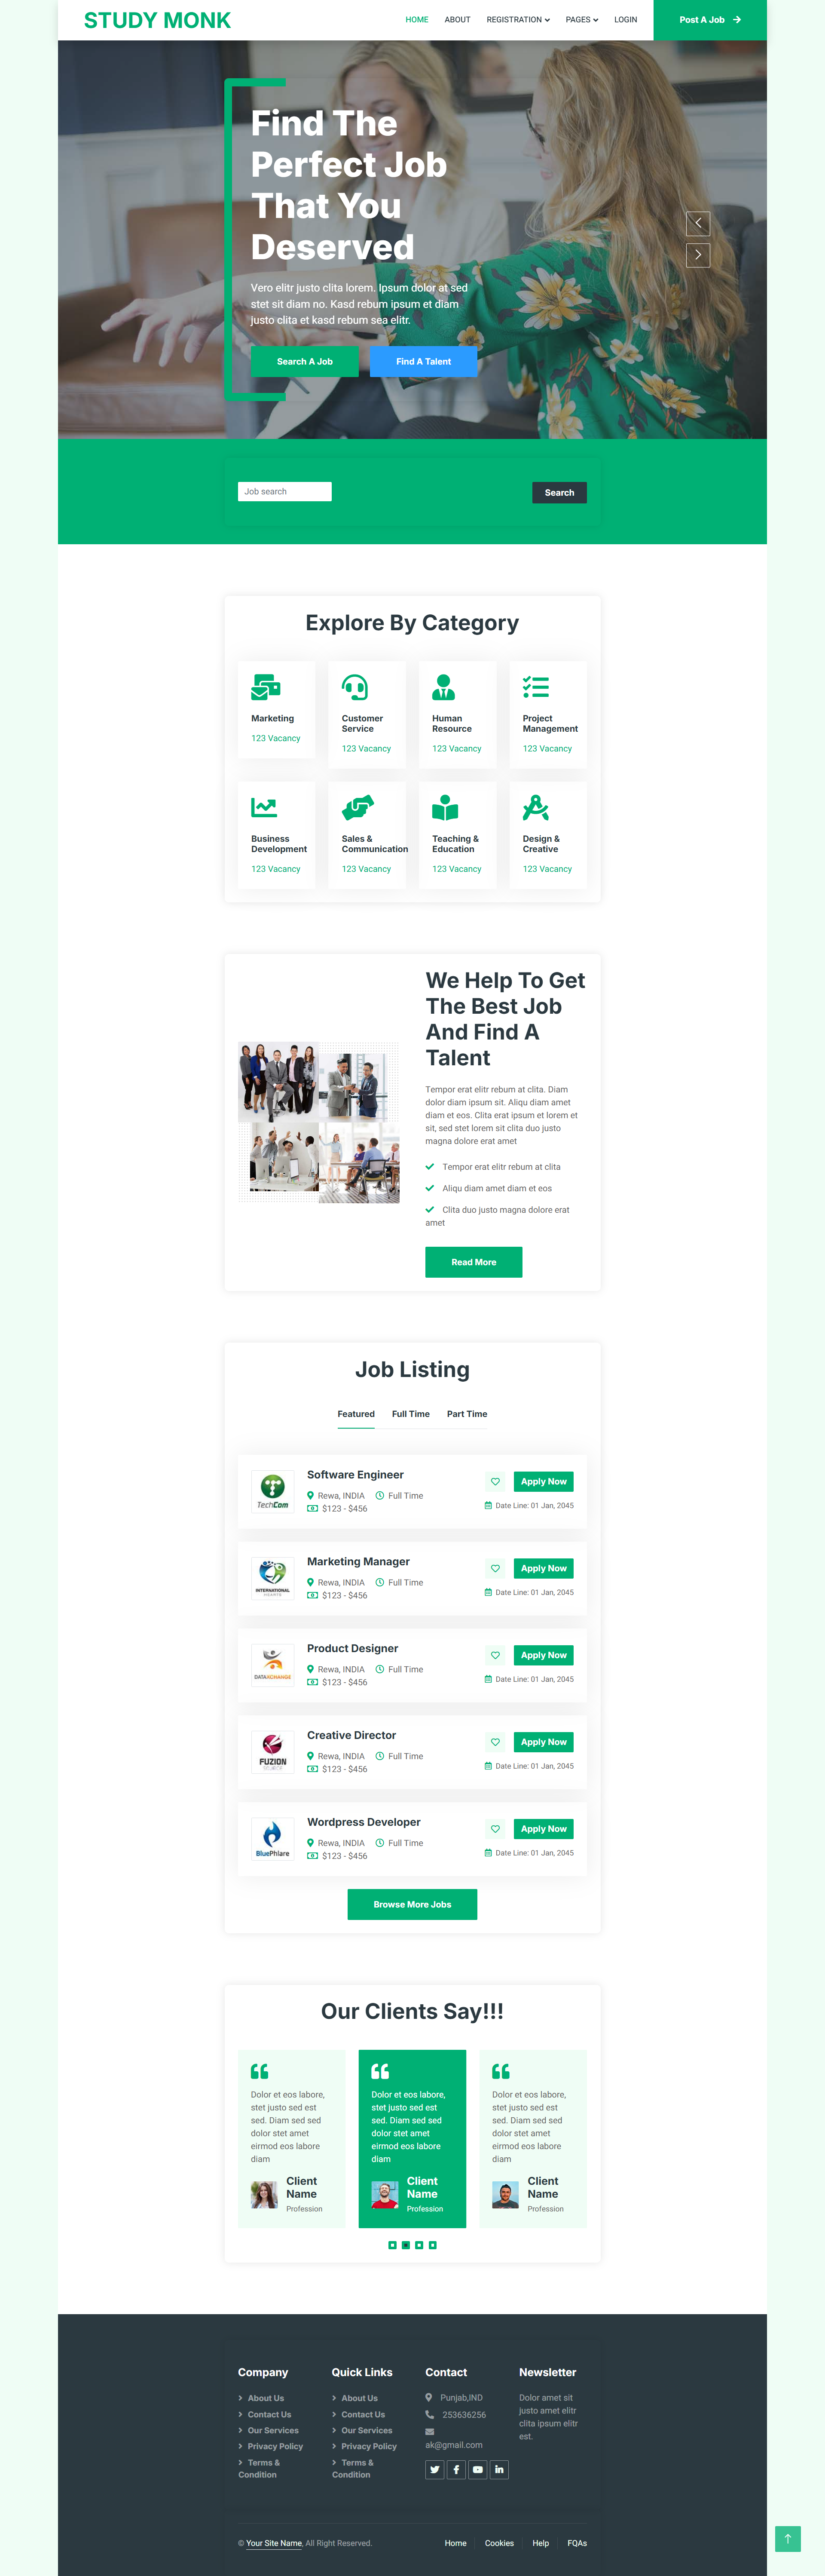 STUDY MONK
HOME ABOUT REGISTRATION PAGES LOGIN Post A Job
Find The
Perfect Job
That You
Deserved
Vero elitr justo clita lorem. Ipsum dolor at sed
stet sit diam no. Kasd rebum ipsum et diam
justo clita et kasd rebum sea elitr.
Search A Job Find A Talent
Job search Search
Explore By Category
Marketing
123 Vacancy
Customer
Service
123 Vacancy
Human
Resource
123 Vacancy
Project
Management
123 Vacancy
Business
Development
123 Vacancy
Sales &
Communication
123 Vacancy
Teaching &
Education
123 Vacancy
Design &
Creative
123 Vacancy
We Help To Get
The Best Job
And Find A
Talent
Tempor erat elitr rebum at clita. Diam
dolor diam ipsum sit. Aliqu diam amet
diam et eos. Clita erat ipsum et lorem et
sit, sed stet lorem sit clita duo justo
magna dolore erat amet
Tempor erat elitr rebum at clita
Aliqu diam amet diam et eos
Clita duo justo magna dolore erat
amet
Read More
Job Listing
Featured Full Time Part Time
TechCom
Software Engineer
Rewa, INDIA Full Time
$123 - $456
Apply Now
Date Line: 01 Jan, 2045
INTERNATIONAL
Marketing Manager
Rewa, INDIA Full Time
$123 - $456
Apply Now
Date Line: 01 Jan, 2045
DATAXCHANGE
Product Designer
Rewa, INDIA Full Time
$123 - $456
Apply Now
Date Line: 01 Jan, 2045
FUZION
Creative Director
Rewa, INDIA Full Time
$123 - $456
Apply Now
Date Line: 01 Jan, 2045
BluePhlare
Wordpress Developer
Rewa, INDIA Full Time
$123 - $456
Apply Now
Date Line: 01 Jan, 2045
Browse More Jobs
Our Clients Say!!!
Dolor et eos labore,
stet justo sed est
sed. Diam sed sed
dolor stet amet
eirmod eos labore
diam
Client
Name
Profession
Dolor et eos labore,
stet justo sed est
sed. Diam sed sed
dolor stet amet
eirmod eos labore
diam
Client
Name
Profession
Dolor et eos labore,
stet justo sed est
sed. Diam sed sed
dolor stet amet
eirmod eos labore
diam
Client
Name
Profession
Company
About Us
Contact Us
Our Services
Privacy Policy
Terms &
Condition
Quick Links
About Us
Contact Us
Our Services
Privacy Policy
Terms &
Condition
Contact
Punjab,IND
253636256
ak@gmail.com
Newsletter
Dolor amet sit
justo amet elitr
clita ipsum elitr
est.
© Your Site Name, All Right Reserved.
Home Cookies Help FQAs